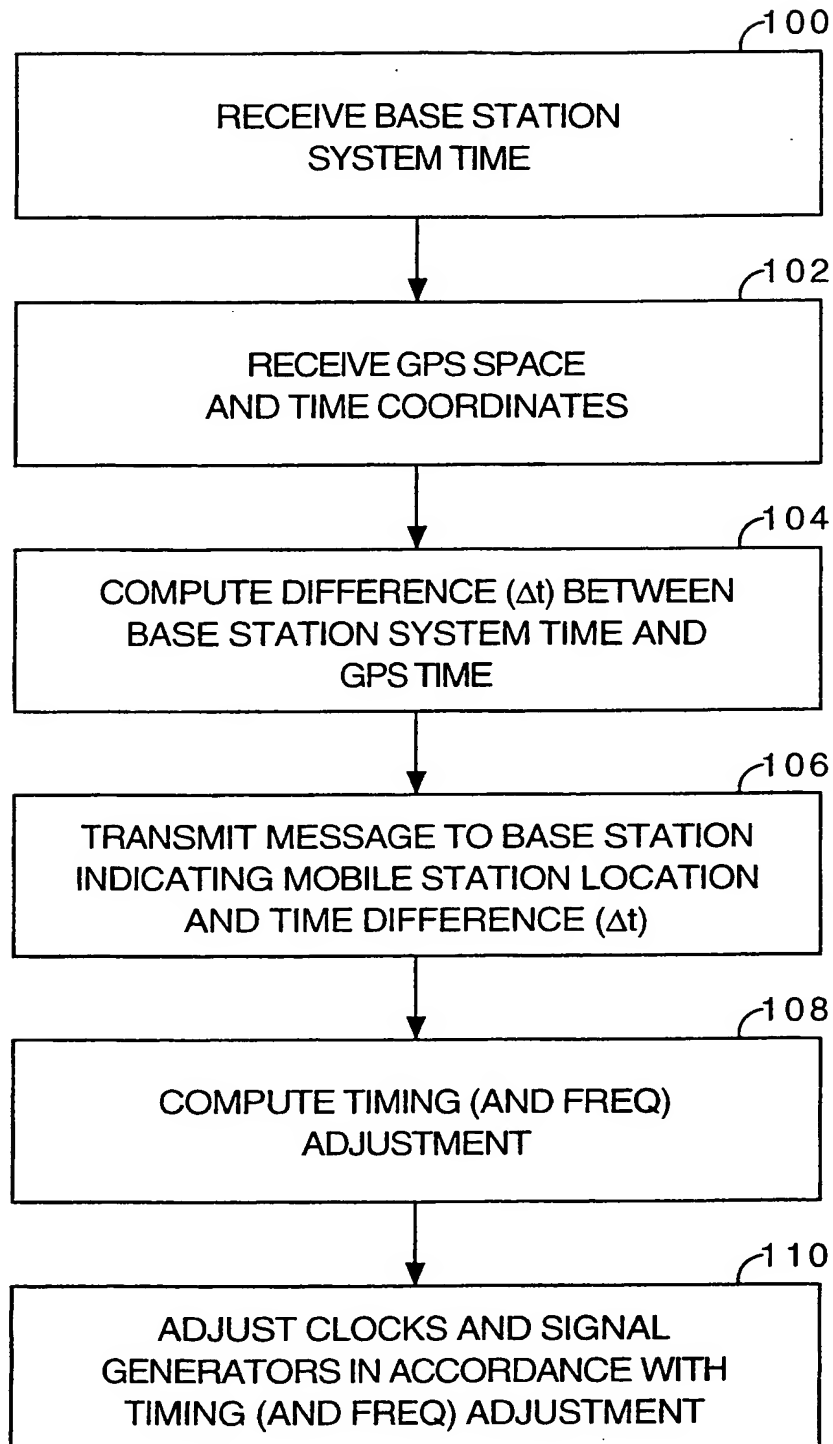 100
RECEIVE BASE STATION
SYSTEM TIME
102
RECEIVE GPS SPACE
AND TIME COORDINATES
104
COMPUTE DIFFERENCE (Δt) BETWEEN
BASE STATION SYSTEM TIME AND
GPS TIME
106
TRANSMIT MESSAGE TO BASE STATION
INDICATING MOBILE STATION LOCATION
AND TIME DIFFERENCE (Δt)
108
COMPUTE TIMING (AND FREQ)
ADJUSTMENT
110
ADJUST CLOCKS AND SIGNAL
GENERATORS IN ACCORDANCE WITH
TIMING (AND FREQ) ADJUSTMENT